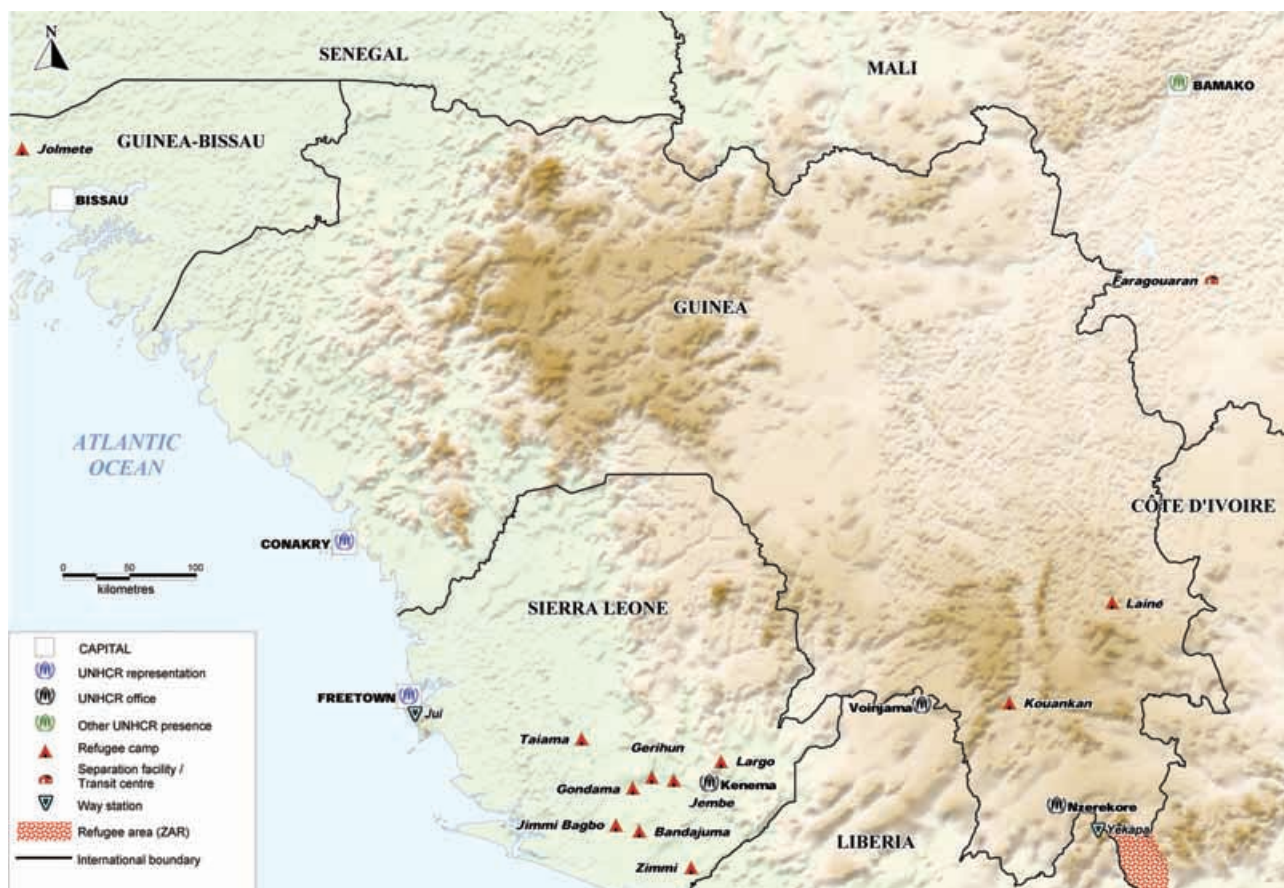 N
SENEGAL
MALI
BAMAKO
GUINEA-BISSAU
Jolmete
BISSAU
Faragouaran
GUINEA
ATLANTIC
OCEAN
CÔTE D'IVOIRE
CONAKRY
0 100
kilometres
SIERRA LEONE
Lainé
CAPITAL
UNHCR representation
UNHCR office
Other UNHCR presence
Refugee camp
Separation facility /
Transit centre
Way station
Refugee area (ZAR)
International boundary
FREETOWN
Jui
Voinjama
Kouankan
Taiama
Gerihun
Largo
Gondama
Kenema
Jembe
Nzerekore
Jimmi Bagbo
Bandajuma
Yekapa
LIBERIA
Zimmi